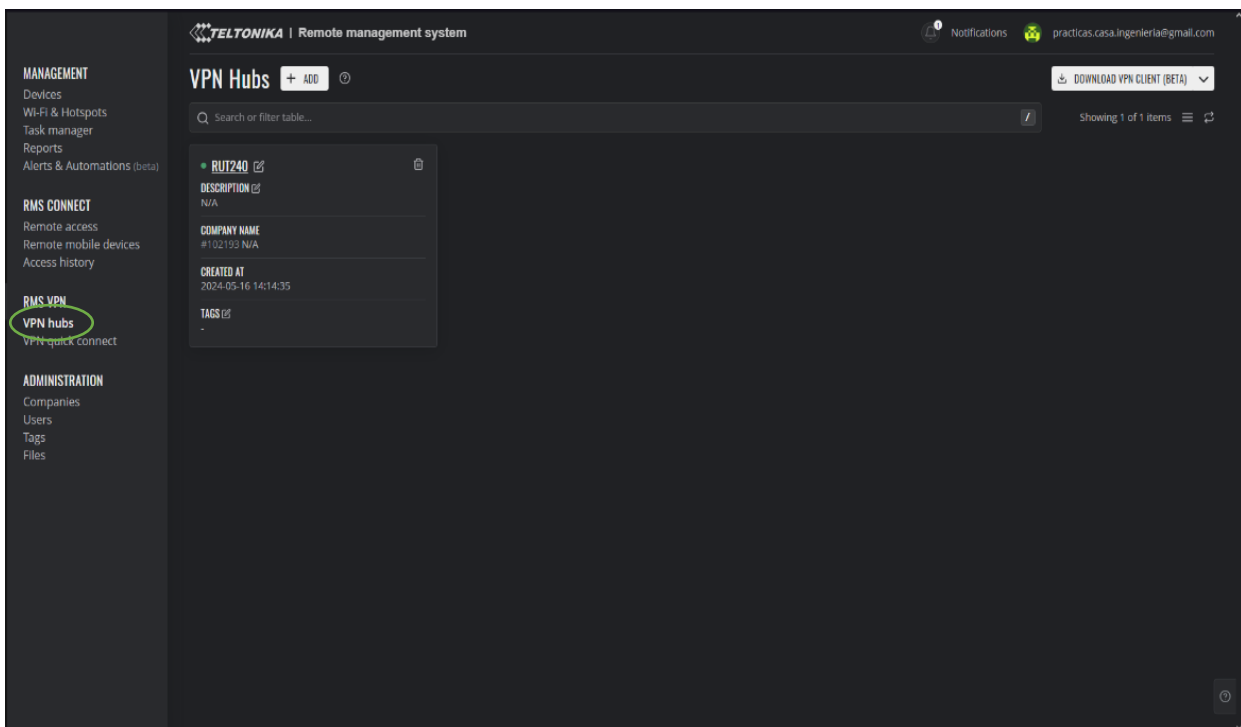 TELTONIKA | Remote management system
1
Notifications
practicas.casa.ingenieria@gmail.com
MANAGEMENT
Devices
Wi-Fi & Hotspots
Task manager
Reports
Alerts & Automations (beta)
RMS CONNECT
Remote access
Remote mobile devices
Access history
RMS VPN
VPN hubs
VPN quick connect
ADMINISTRATION
Companies
Users
Tags
Files
VPN Hubs
+ ADD
DOWNLOAD VPN CLIENT (BETA)
Search or filter table...
/
Showing 1 of 1 items
RUT240
DESCRIPTION
N/A
COMPANY NAME
#102193 N/A
CREATED AT
2024-05-16 14:14:35
TAGS
-